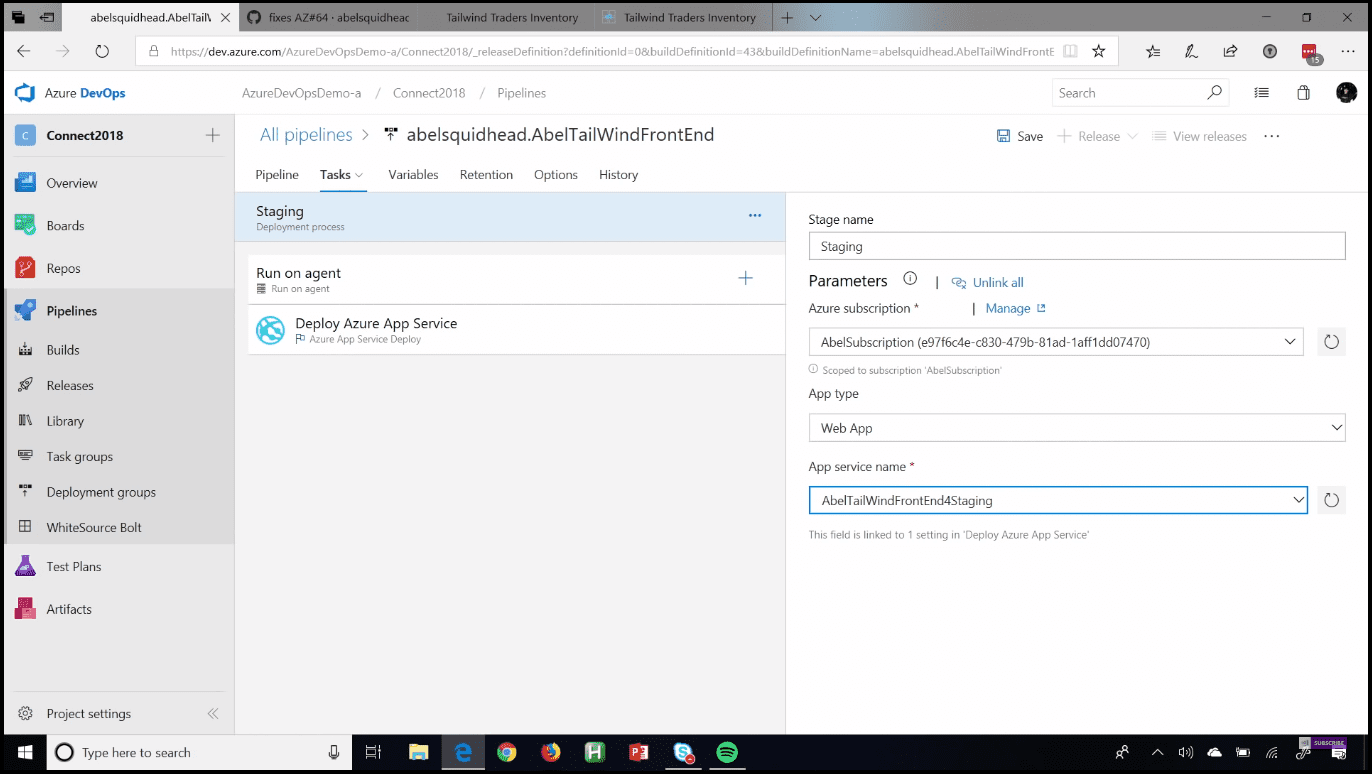 abelsquidhead.AbelTailV
fixes AZ#64 · abelsquidheac
Tailwind Traders Inventory
Tailwind Traders Inventory
https://dev.azure.com/AzureDevOpsDemo-a/Connect2018/_releaseDefinition?definitionId=0&buildDefinitionId=43&buildDefinitionName=abelsquidhead.AbelTailWindFrontE
15
Azure DevOps
AzureDevOpsDemo-a / Connect2018 / Pipelines
Search
C
Connect2018
All pipelines > abelsquidhead.AbelTailWindFrontEnd
Save
Release
View releases
Pipeline
Tasks
Variables
Retention
Options
History
Overview
Boards
Repos
Pipelines
Builds
Releases
Library
Task groups
Deployment groups
WhiteSource Bolt
Test Plans
Artifacts
Project settings
Staging
Deployment process
Run on agent
Run on agent
Deploy Azure App Service
Azure App Service Deploy
Stage name
Staging
Parameters | Unlink all
Azure subscription * | Manage
AbelSubscription (e97f6c4e-c830-479b-81ad-1aff1dd07470)
Scoped to subscription 'AbelSubscription'
App type
Web App
App service name *
AbelTailWindFrontEnd4Staging
This field is linked to 1 setting in 'Deploy Azure App Service'
Type here to search
SUBSCRIBE